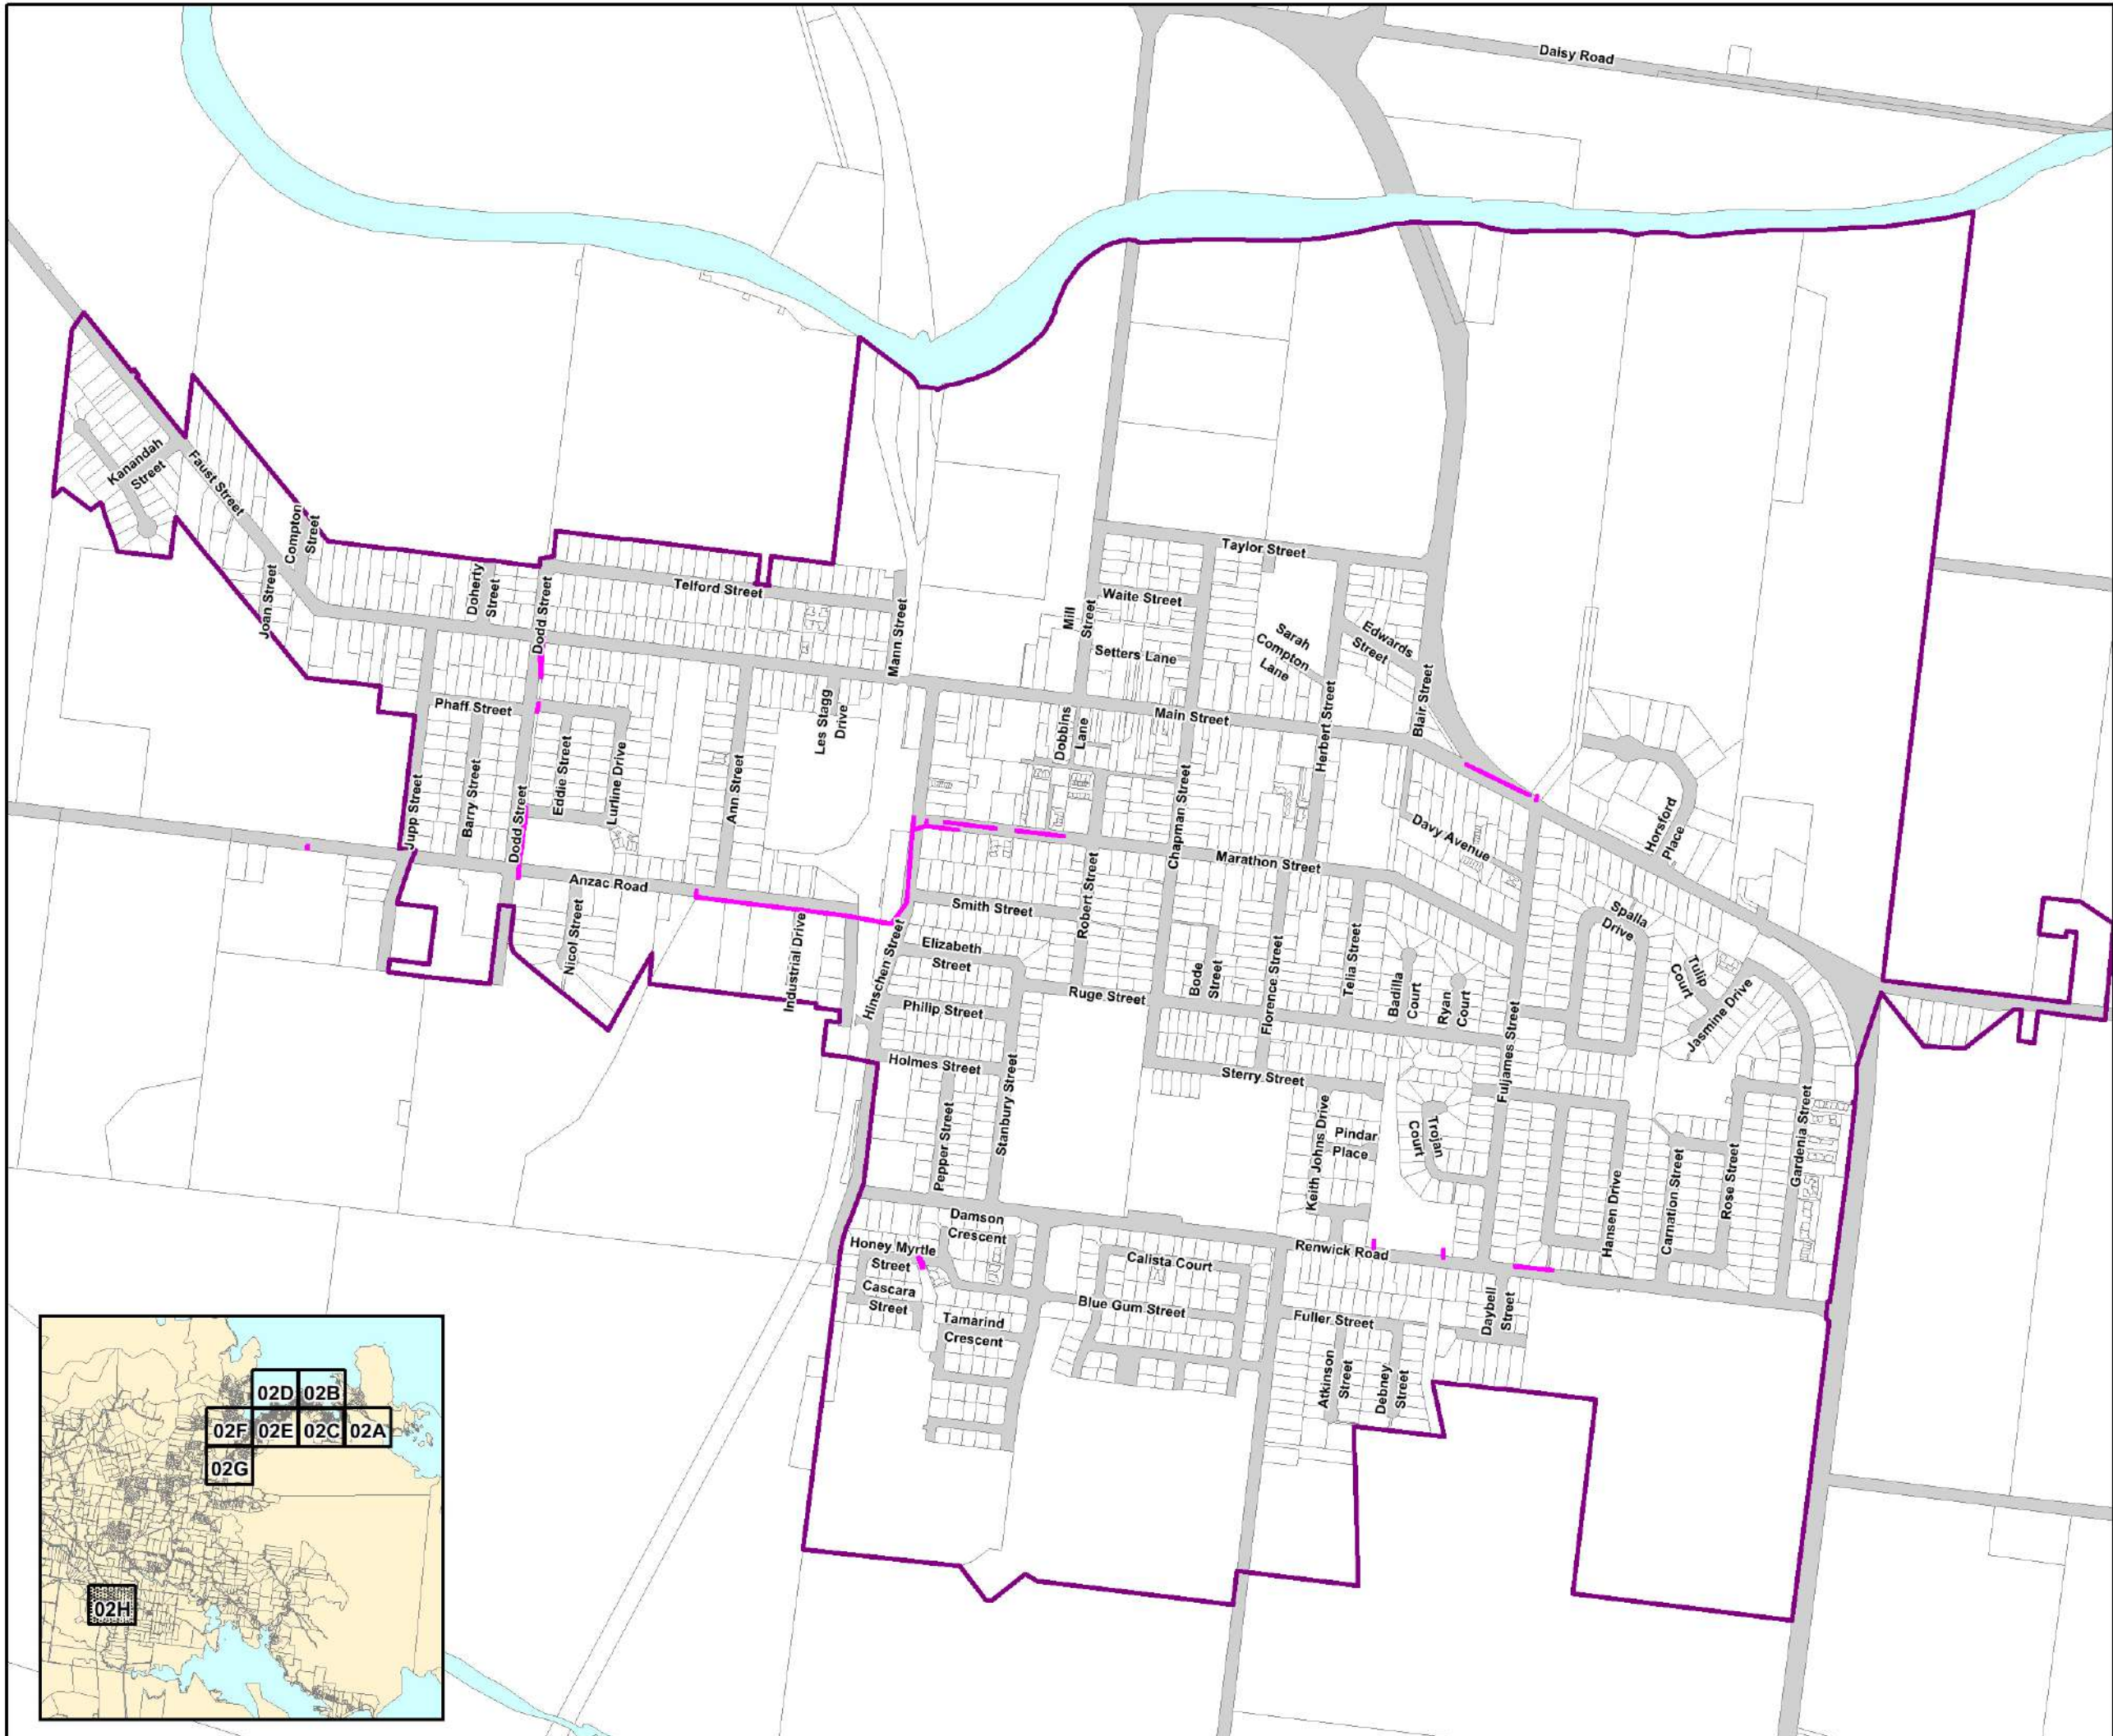 Daisy Road
Kanandah
Street
Faust Street
Compton
Street
Joan Street
Doherty
Street
Dodd Street
Telford Street
Mann Street
Taylor Street
Waite Street
Mill
Street
Setters Lane
Sarah
Compton
Lane
Edwards
Street
Blair Street
Herbert Street
Phaff Street
Les Stagg
Drive
Dobbins
Lane
Main Street
Jupp Street
Barry Street
Dodd Street
Eddie Street
Lurline Drive
Ann Street
Chapman Street
Davy Avenue
Horsford
Place
Marathon Street
Robert Street
Anzac Road
Smith Street
Nicol Street
Industrial Drive
Hinschen Street
Elizabeth
Street
Philip Street
Ruge Street
Bode
Street
Florence Street
Telia Street
Badilla
Court
Ryan
Court
Fuljames Street
Spalla
Drive
Tulip
Court
Jasmine Drive
Holmes Street
Stanbury Street
Pepper Street
Sterry Street
Keith Johns Drive
Pindar
Place
Trojan
Court
Hansen Drive
Carnation Street
Rose Street
Gardenia Street
Damson
Crescent
Honey Myrtle
Street
Cascara
Street
Tamarind
Crescent
Calista Court
Blue Gum Street
Renwick Road
Fuller Street
Atkinson
Street
Debney
Street
Daybell
Street
02D 02B
02F 02E 02C 02A
02G
02H